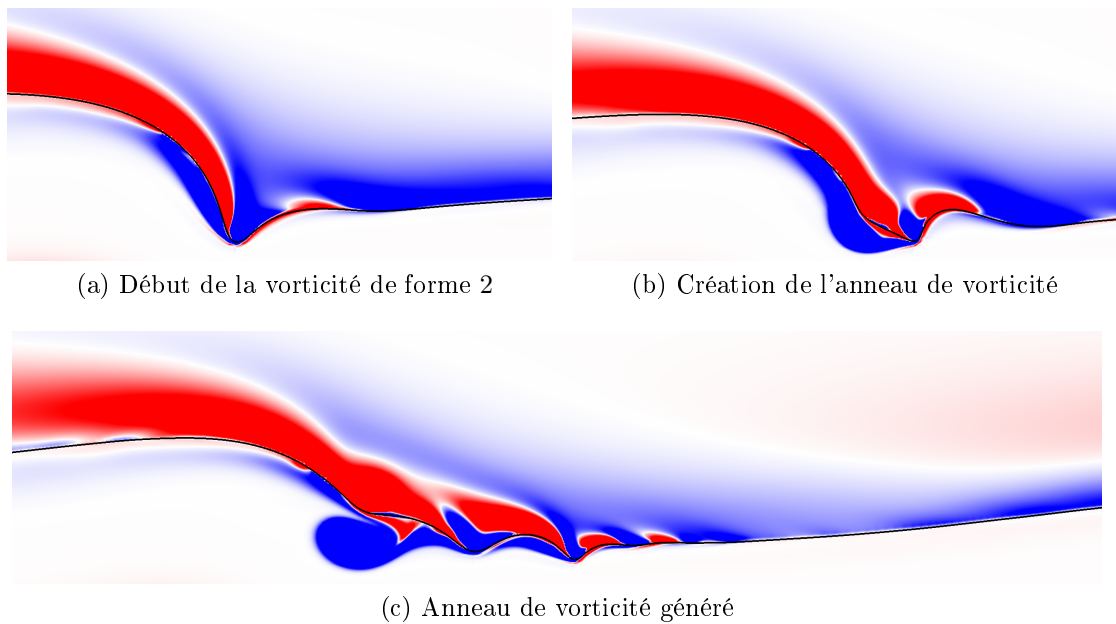 (a) Début de la vorticité de forme 2
(b) Création de l'anneau de vorticité
(c) Anneau de vorticité généré